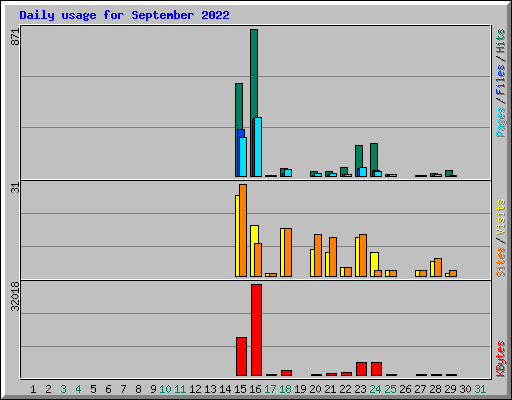 Daily usage for September 2022
871
Pages / Files / Hits
31
Sites / Visits
32018
KBytes
1 2 3 4 5 6 7 8 9 10 11 12 13 14 15 16 17 18 19 20 21 22 23 24 25 26 27 28 29 30 31